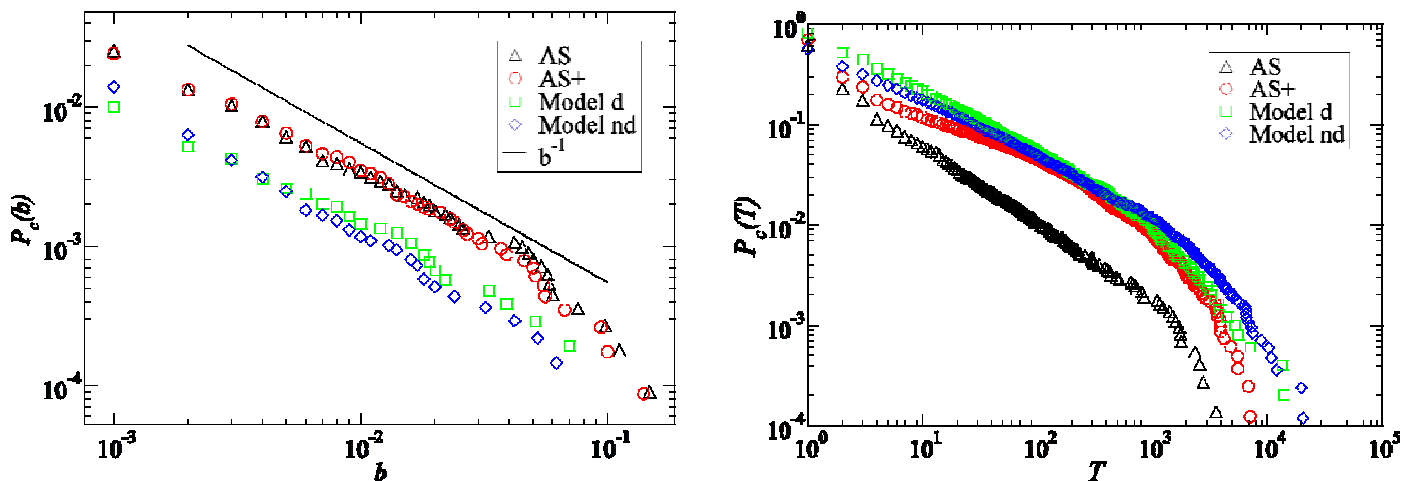 10^-2
10^-3
10^-4
P_c(b)
10^-3
10^-2
10^-1
b
AS
AS+
Model d
Model nd
b^-1
10^0
10^-1
10^-2
10^-3
10^-4
P_c(T)
10^0
10^1
10^2
10^3
10^4
10^5
T
AS
AS+
Model d
Model nd